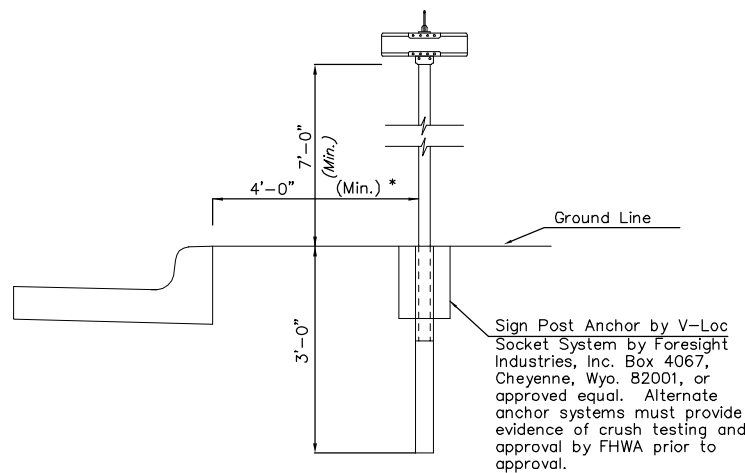 7'-0"
(Min.)
4'-0" (Min.) *
Ground Line
3'-0"
Sign Post Anchor by V-Loc
Socket System by Foresight
Industries, Inc. Box 4067,
Cheyenne, Wyo. 82001, or
approved equal. Alternate
anchor systems must provide
evidence of crush testing and
approval by FHWA prior to
approval.